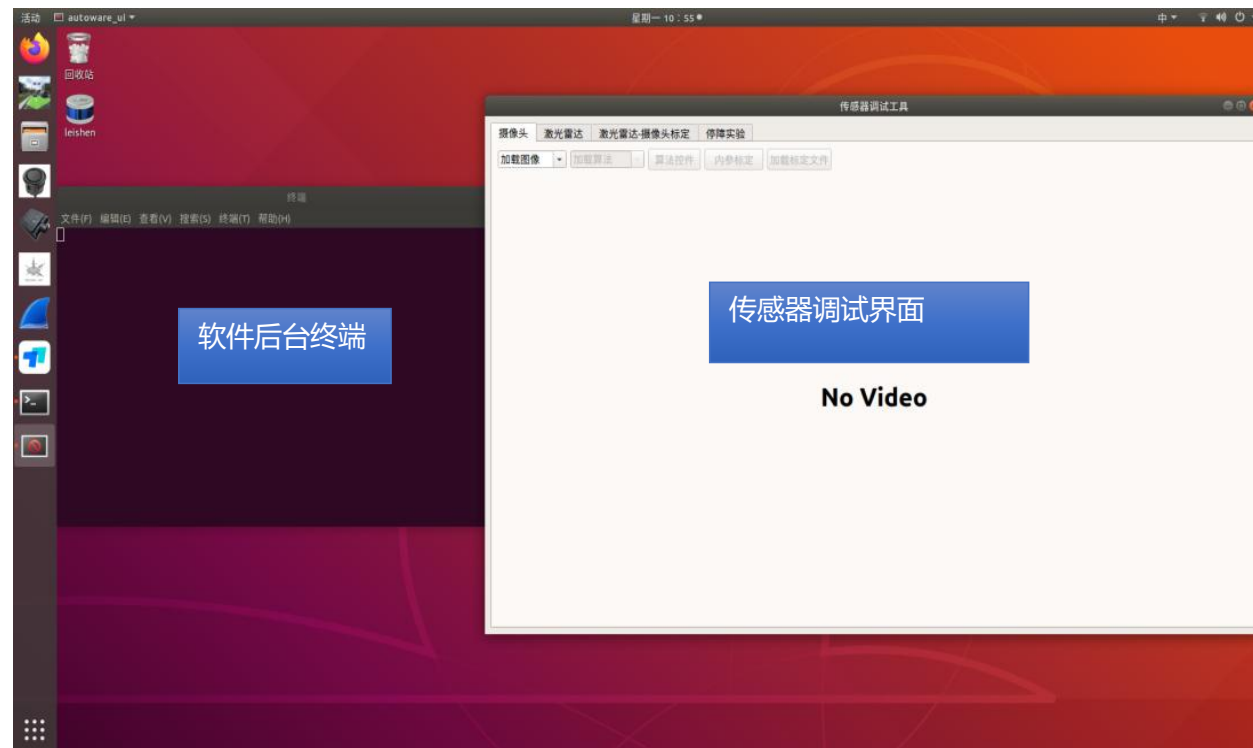 活动 autoware_ul
星期一 10：55
中
回收站
leishen
终端
文件(F) 编辑(E) 查看(V) 搜索(S) 终端(T) 帮助(H)
软件后台终端
传感器调试工具
摄像头 激光雷达 激光雷达-摄像头标定 停障实验
加载图像 加载算法 算法控件 内参标定 加载标定文件
传感器调试界面
No Video